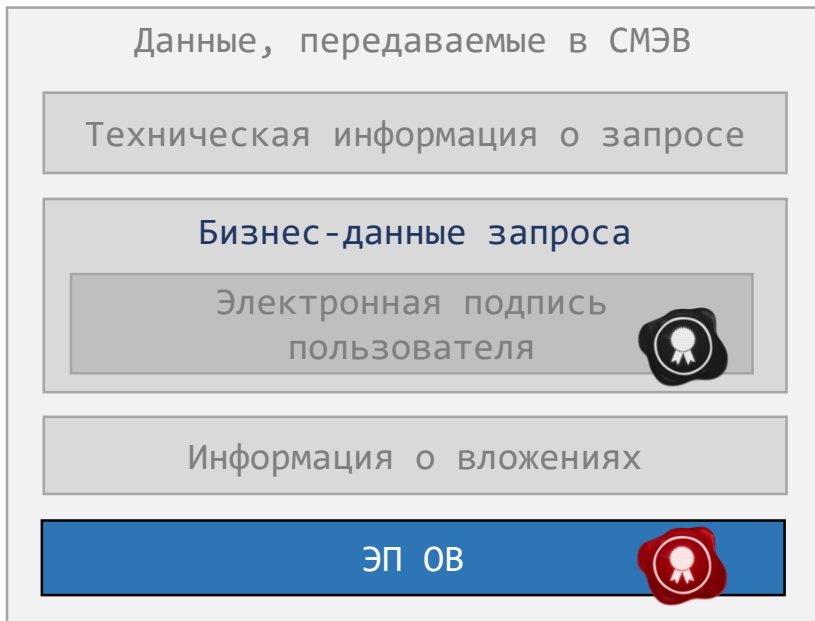 Данные, передаваемые в СМЭВ
Техническая информация о запросе
Бизнес-данные запроса
Электронная подпись
пользователя
Информация о вложениях
ЭП ОВ